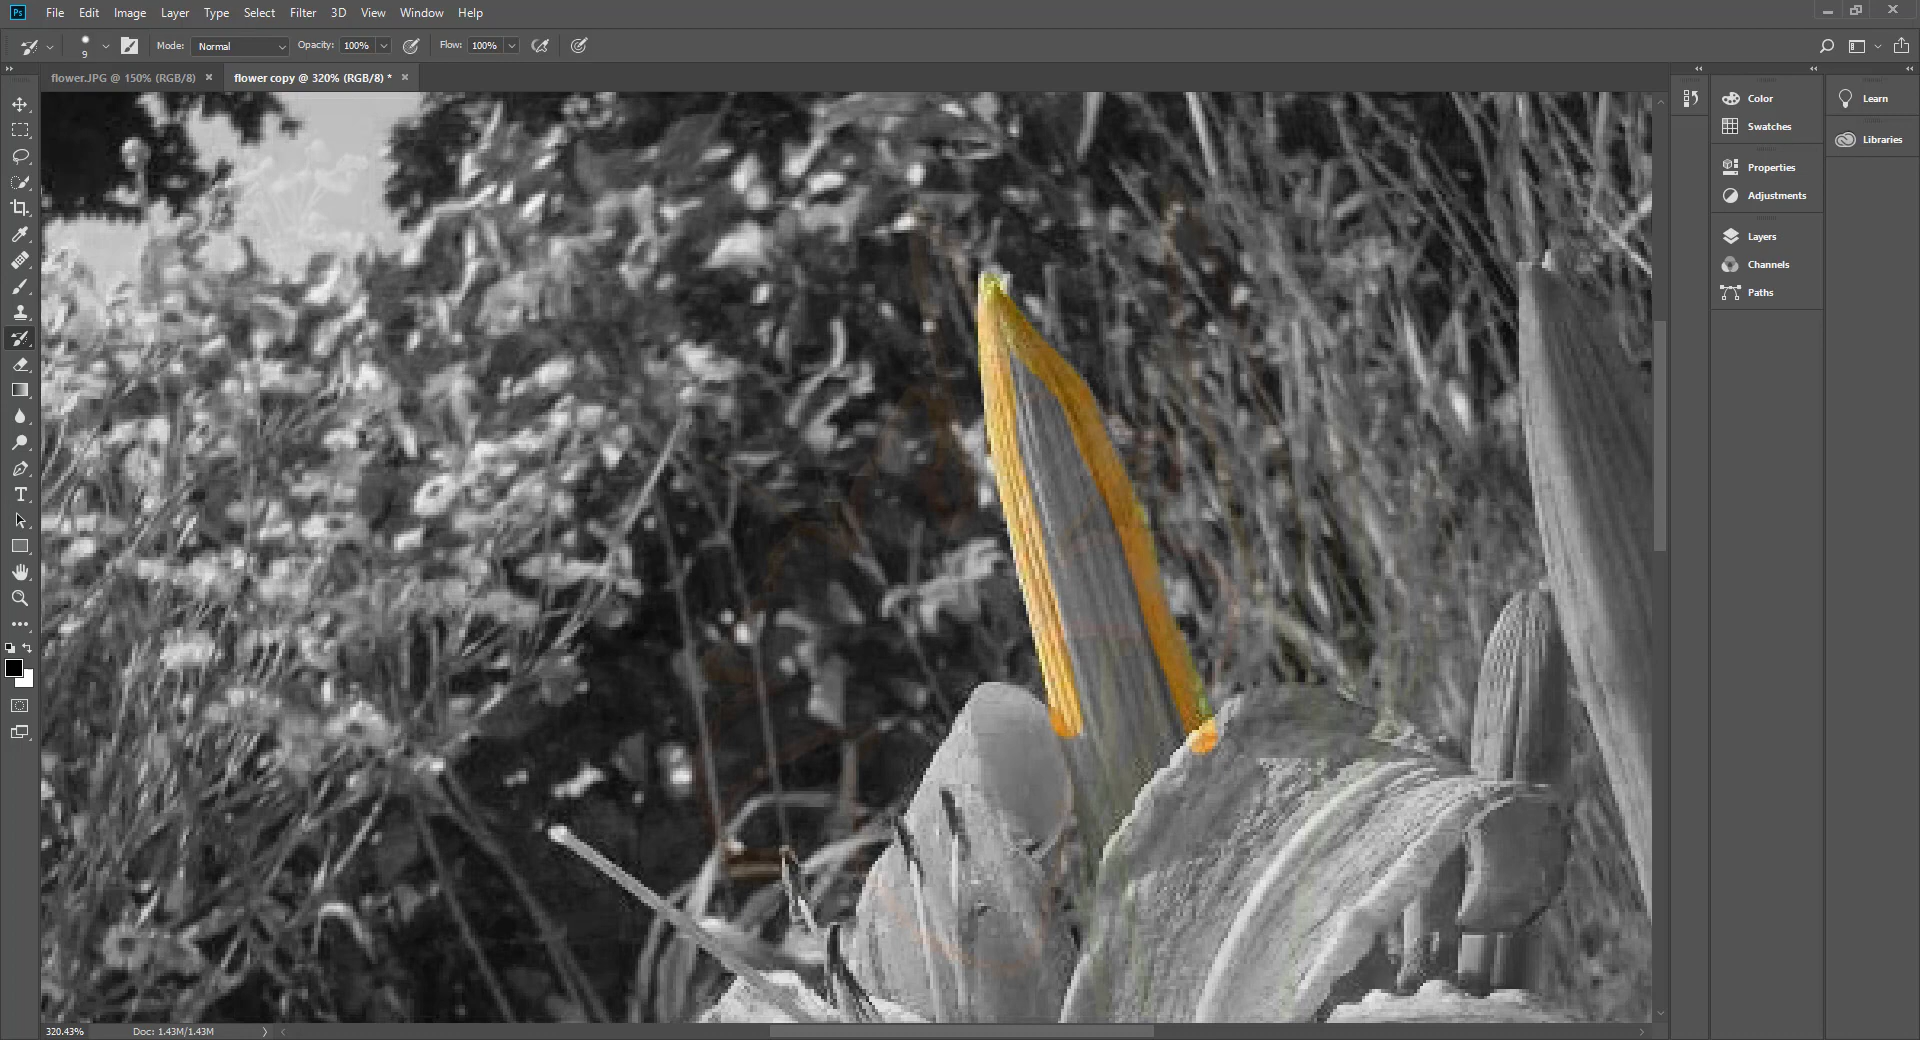 Ps File Edit Image Layer Type Select Filter 3D View Window Help
9 Mode: Normal Opacity: 100% Flow: 100%
flower.JPG @ 150% (RGB/8) × flower copy @ 320% (RGB/8) * ×
Color
Swatches
Properties
Adjustments
Layers
Channels
Paths
Learn
Libraries
T
320.43% Doc: 1.43M/1.43M